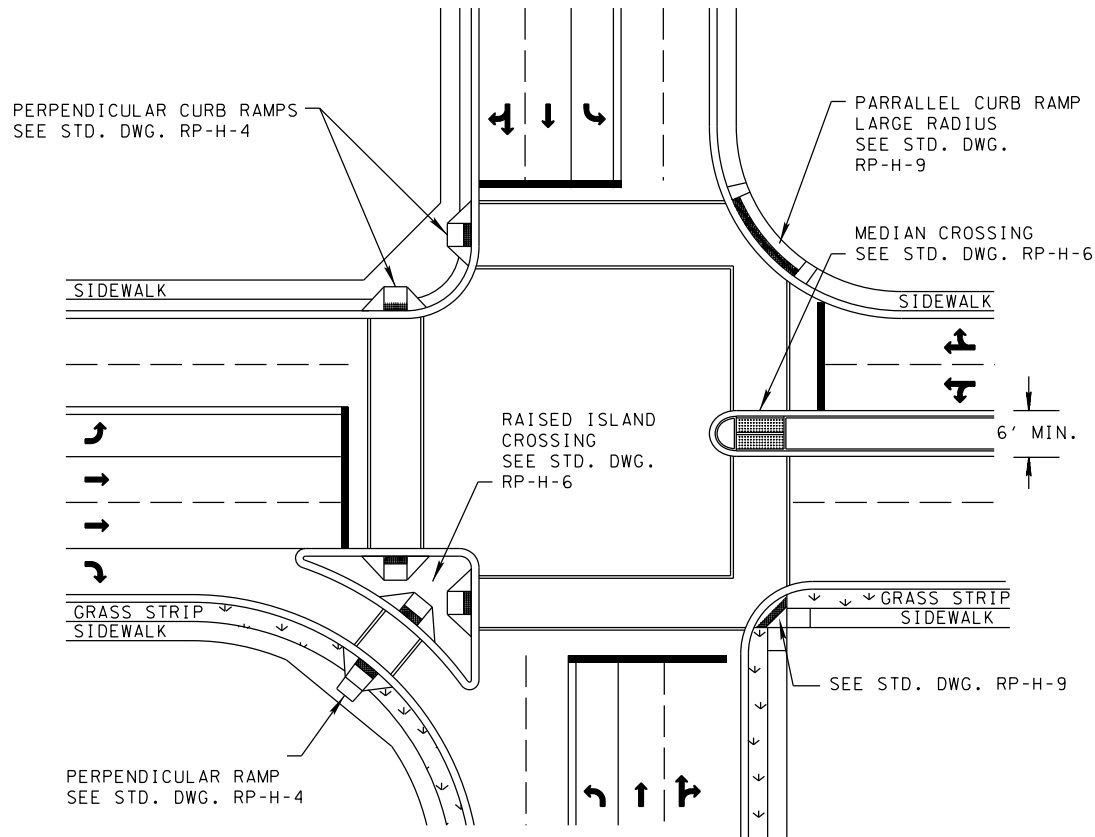 PERPENDICULAR CURB RAMPS
SEE STD. DWG. RP-H-4
PARRALLEL CURB RAMP
LARGE RADIUS
SEE STD. DWG.
RP-H-9
MEDIAN CROSSING
SEE STD. DWG. RP-H-6
SIDEWALK
SIDEWALK
RAISED ISLAND
CROSSING
SEE STD. DWG.
RP-H-6
6' MIN.
GRASS STRIP
SIDEWALK
GRASS STRIP
SIDEWALK
SEE STD. DWG. RP-H-9
PERPENDICULAR RAMP
SEE STD. DWG. RP-H-4